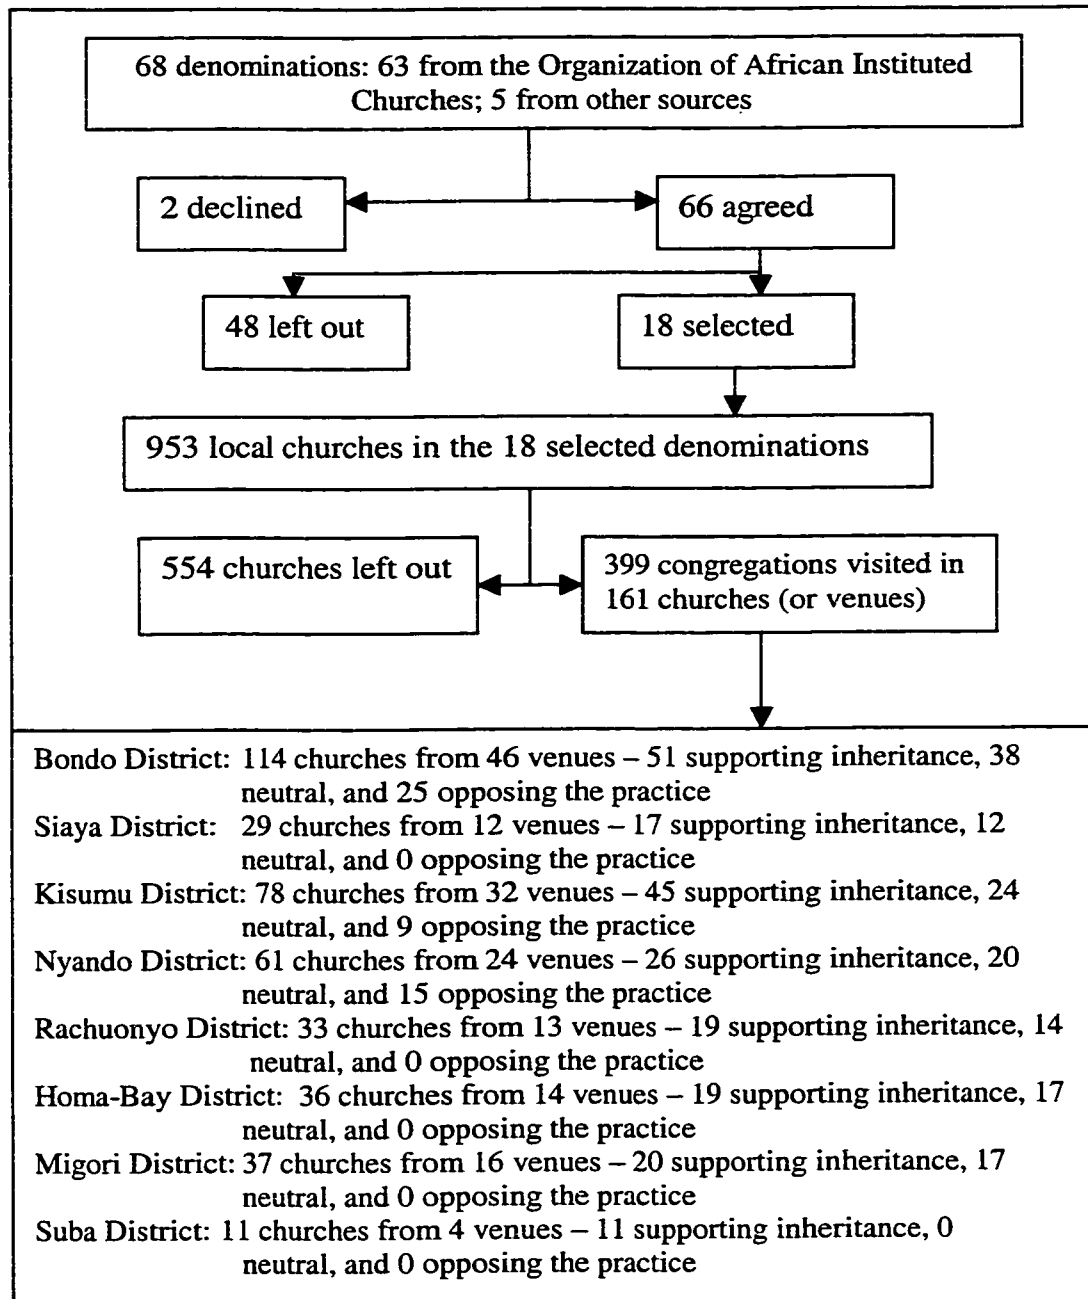 68 denominations: 63 from the Organization of African Instituted
Churches; 5 from other sources
2 declined
66 agreed
48 left out
18 selected
953 local churches in the 18 selected denominations
554 churches left out
399 congregations visited in
161 churches (or venues)
Bondo District: 114 churches from 46 venues – 51 supporting inheritance, 38
neutral, and 25 opposing the practice
Siaya District: 29 churches from 12 venues – 17 supporting inheritance, 12
neutral, and 0 opposing the practice
Kisumu District: 78 churches from 32 venues – 45 supporting inheritance, 24
neutral, and 9 opposing the practice
Nyando District: 61 churches from 24 venues – 26 supporting inheritance, 20
neutral, and 15 opposing the practice
Rachuonyo District: 33 churches from 13 venues – 19 supporting inheritance, 14
neutral, and 0 opposing the practice
Homa-Bay District: 36 churches from 14 venues – 19 supporting inheritance, 17
neutral, and 0 opposing the practice
Migori District: 37 churches from 16 venues – 20 supporting inheritance, 17
neutral, and 0 opposing the practice
Suba District: 11 churches from 4 venues – 11 supporting inheritance, 0
neutral, and 0 opposing the practice